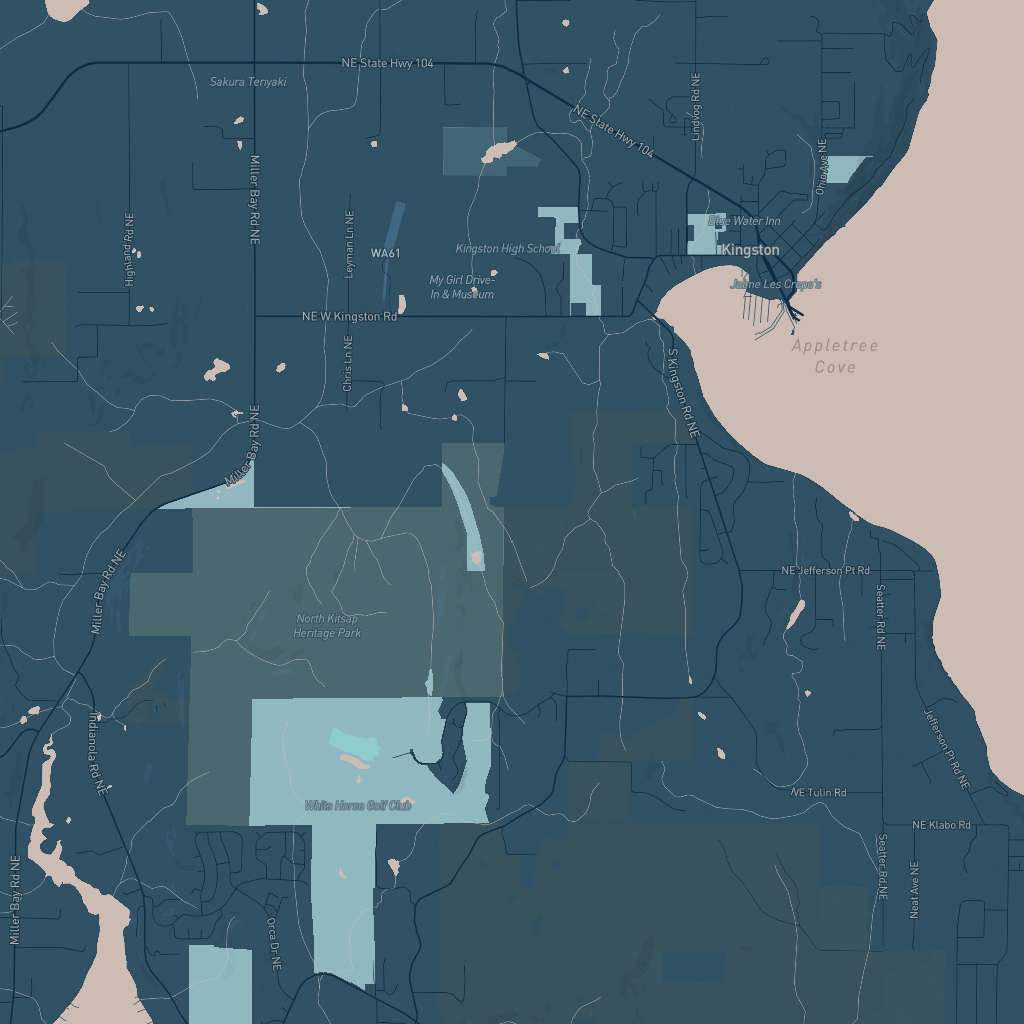 NE State Hwy 104
Sakura Teriyaki
NE State Hwy 104
Lindvog Rd NE
Ohio Ave NE
Miller Bay Rd NE
Highland Rd NE
Leyman Ln NE
WA61
Kingston High School
Blue Water Inn
Kingston
My Girl Drive-
In & Museum
Jaime Les Crepe's
NE W Kingston Rd
Appletree
Cove
Chris Ln NE
S Kingston Rd NE
Miller Bay Rd NE
Miller Bay Rd NE
NE Jefferson Pt Rd
Seatter Rd NE
North Kitsap
Heritage Park
Indianola Rd NE
Jefferson Pt Rd NE
White Horse Golf Club
NE Tulin Rd
NE Klabo Rd
Miller Bay Rd NE
Seatter Rd NE
Neat Ave NE
Orca Dr NE